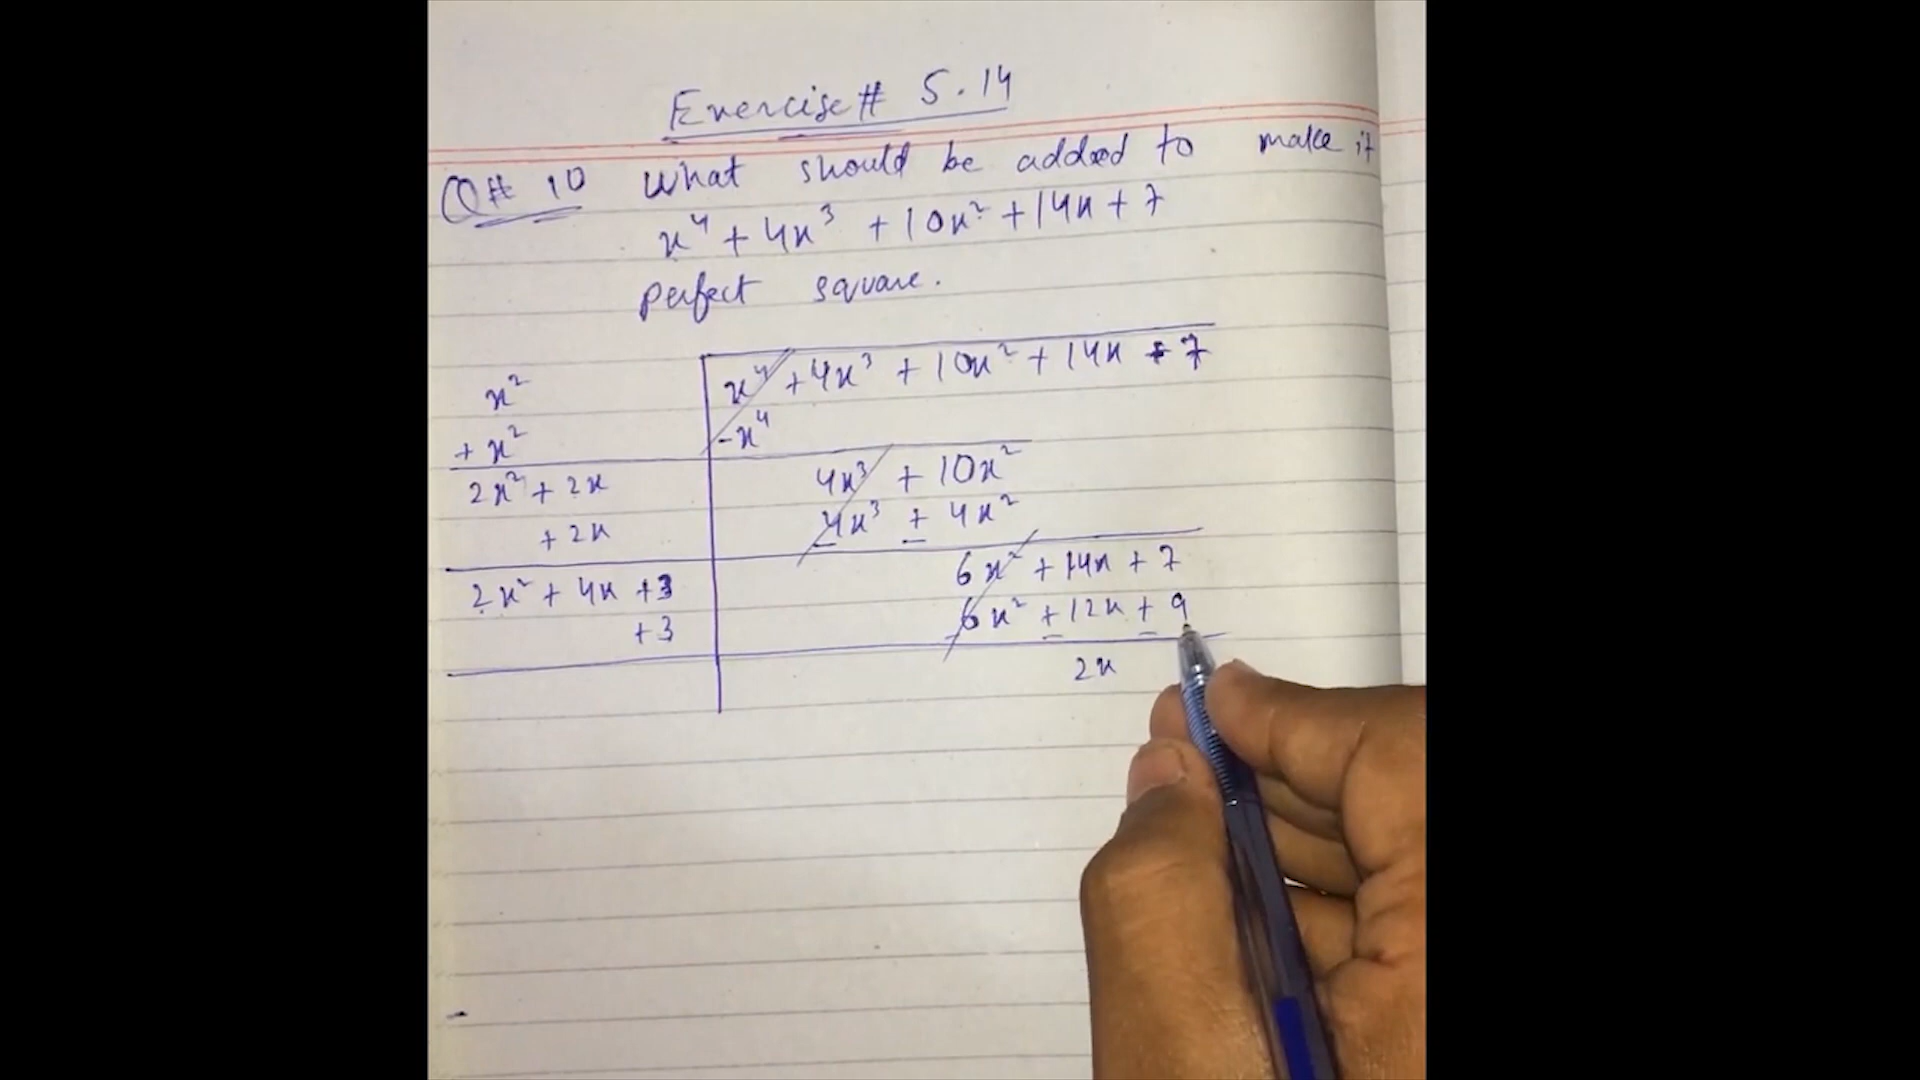 Exercise# 5.14
Q# 10 What should be added to make it
x⁴ + 4x³ + 10x² + 14x + 7
perfect square.
x² x⁴ + 4x³ + 10x² + 14x + 7
+ x² - x⁴
2x² + 2x 4x³ + 10x²
+ 2x 4x³ + 4x²
2x² + 4x + 3 6x² + 14x + 7
+ 3 6x² + 12x + 9
2x